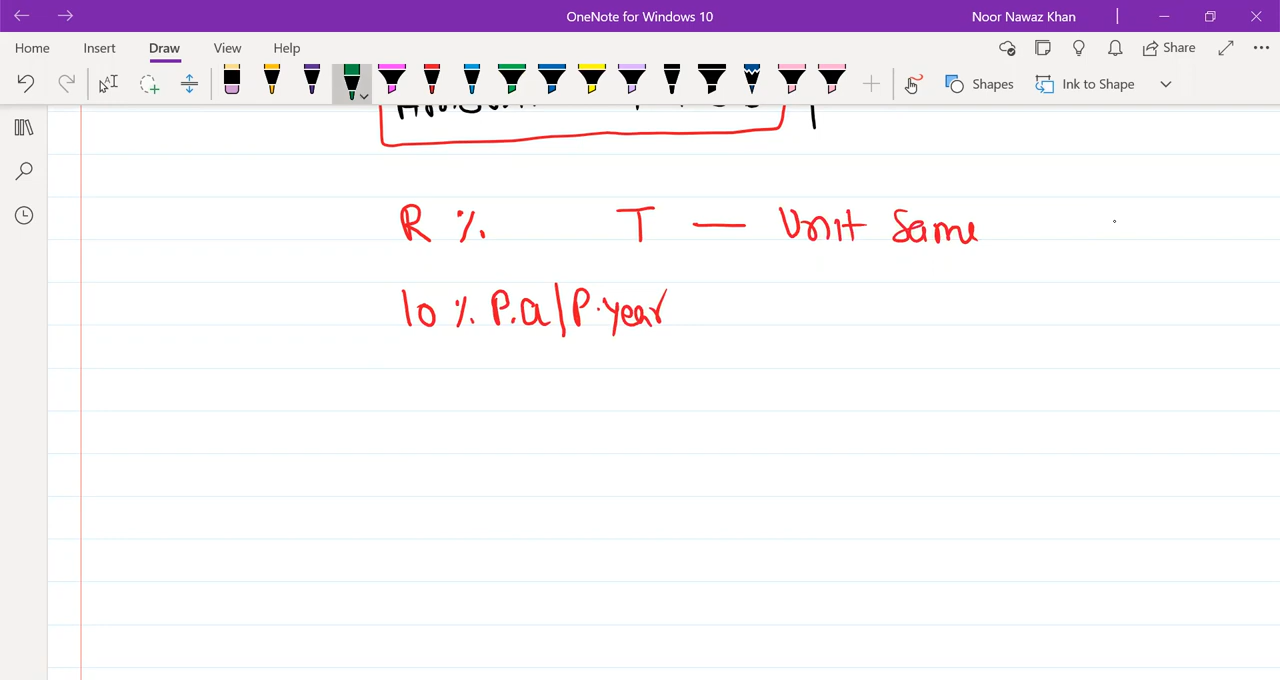 OneNote for Windows 10
Noor Nawaz Khan
Home Insert Draw View Help
Share
Shapes
Ink to Shape
R % T — Unit Same
10 % P.a/P.year